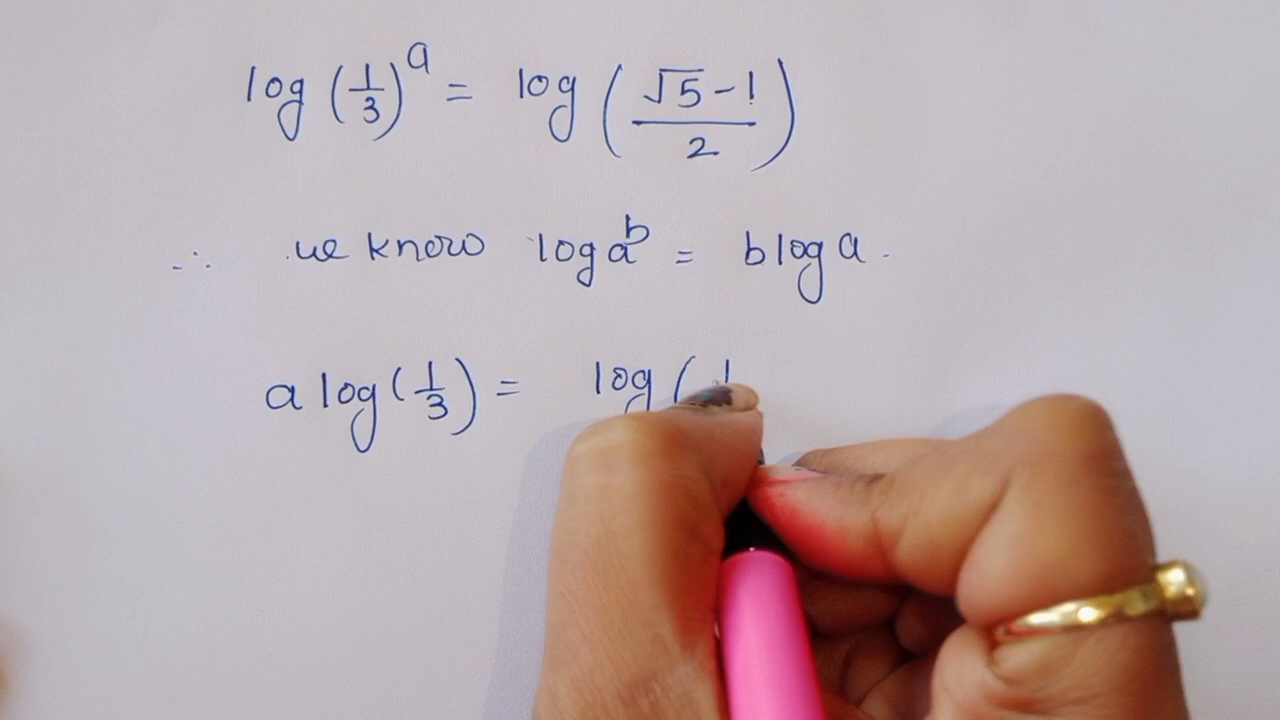 log (1/3)^a = log ((√5-1)/2)
∴ we know log a^b = b log a.
a log (1/3) = log (